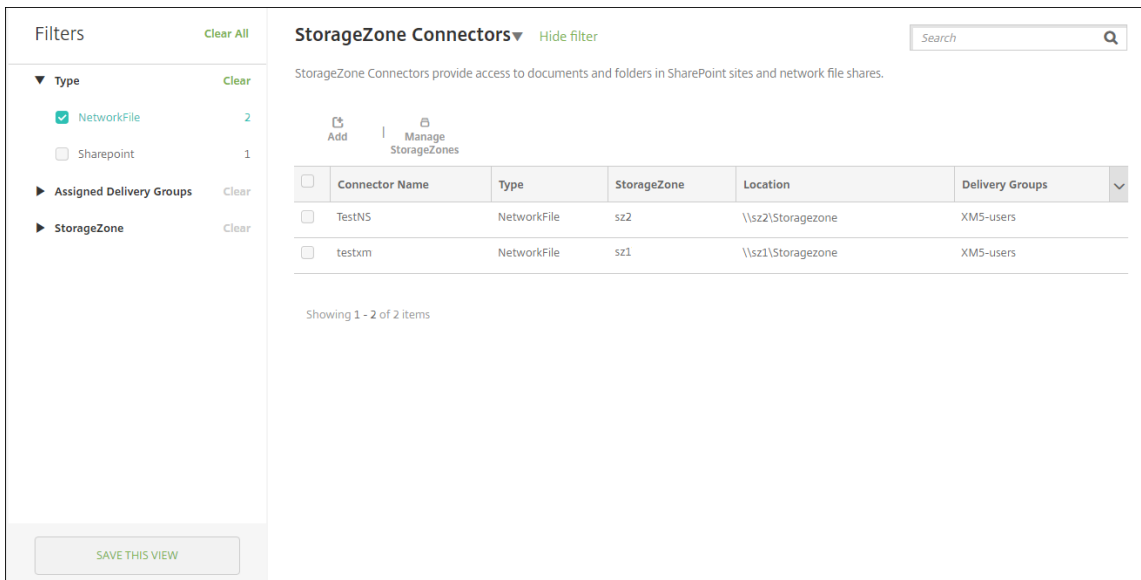 Filters Clear All
Type Clear
NetworkFile 2
Sharepoint 1
Assigned Delivery Groups Clear
StorageZone Clear
SAVE THIS VIEW
StorageZone Connectors Hide filter
Search
StorageZone Connectors provide access to documents and folders in SharePoint sites and network file shares.
Add | Manage
StorageZones
Connector Name Type StorageZone Location Delivery Groups
TestNS NetworkFile sz2 \\sz2\Storagezone XM5-users
testxm NetworkFile sz1 \\sz1\Storagezone XM5-users
Showing 1 - 2 of 2 items